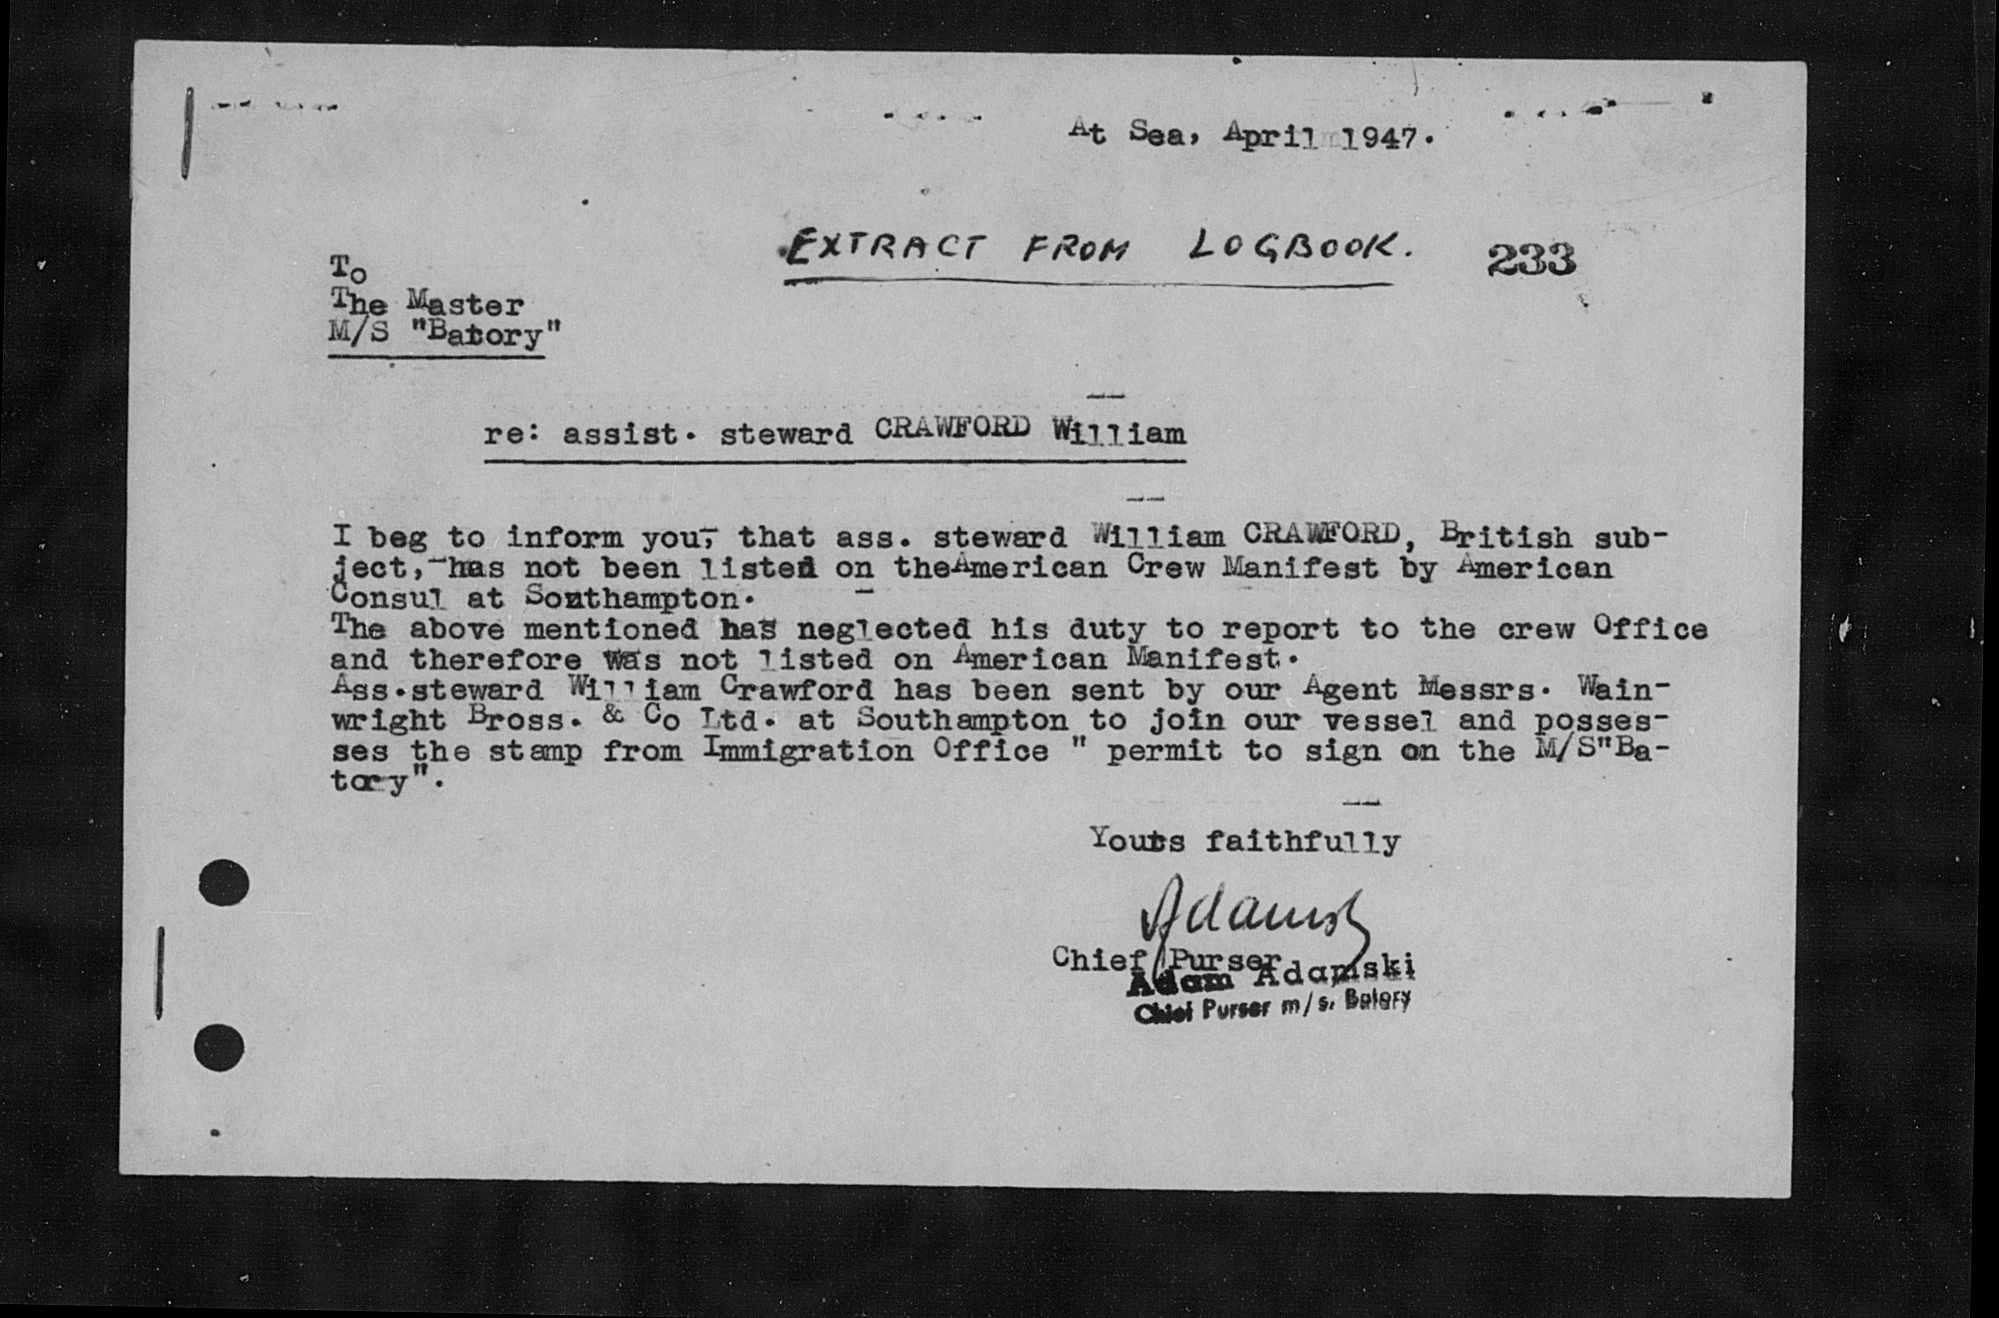 At Sea, April 1947.
EXTRACT FROM LOGBOOK. 233
To
The Master
M/S "Batory"
re: assist. steward CRAWFORD William
I beg to inform you, that ass. steward William CRAWFORD, British sub-
ject, has not been listed on theAmerican Crew Manifest by American
Consul at Southampton.
The above mentioned has neglected his duty to report to the crew Office
and therefore was not listed on American Manifest.
Ass.steward William Crawford has been sent by our Agent Messrs. Wain-
wright Bross. & Co Ltd. at Southampton to join our vessel and posses-
ses the stamp from Immigration Office " permit to sign on the M/S"Ba-
tory".
Yours faithfully
Adamski
Chief Purser
Adam Adamski
Chief Purser m/s. Batory